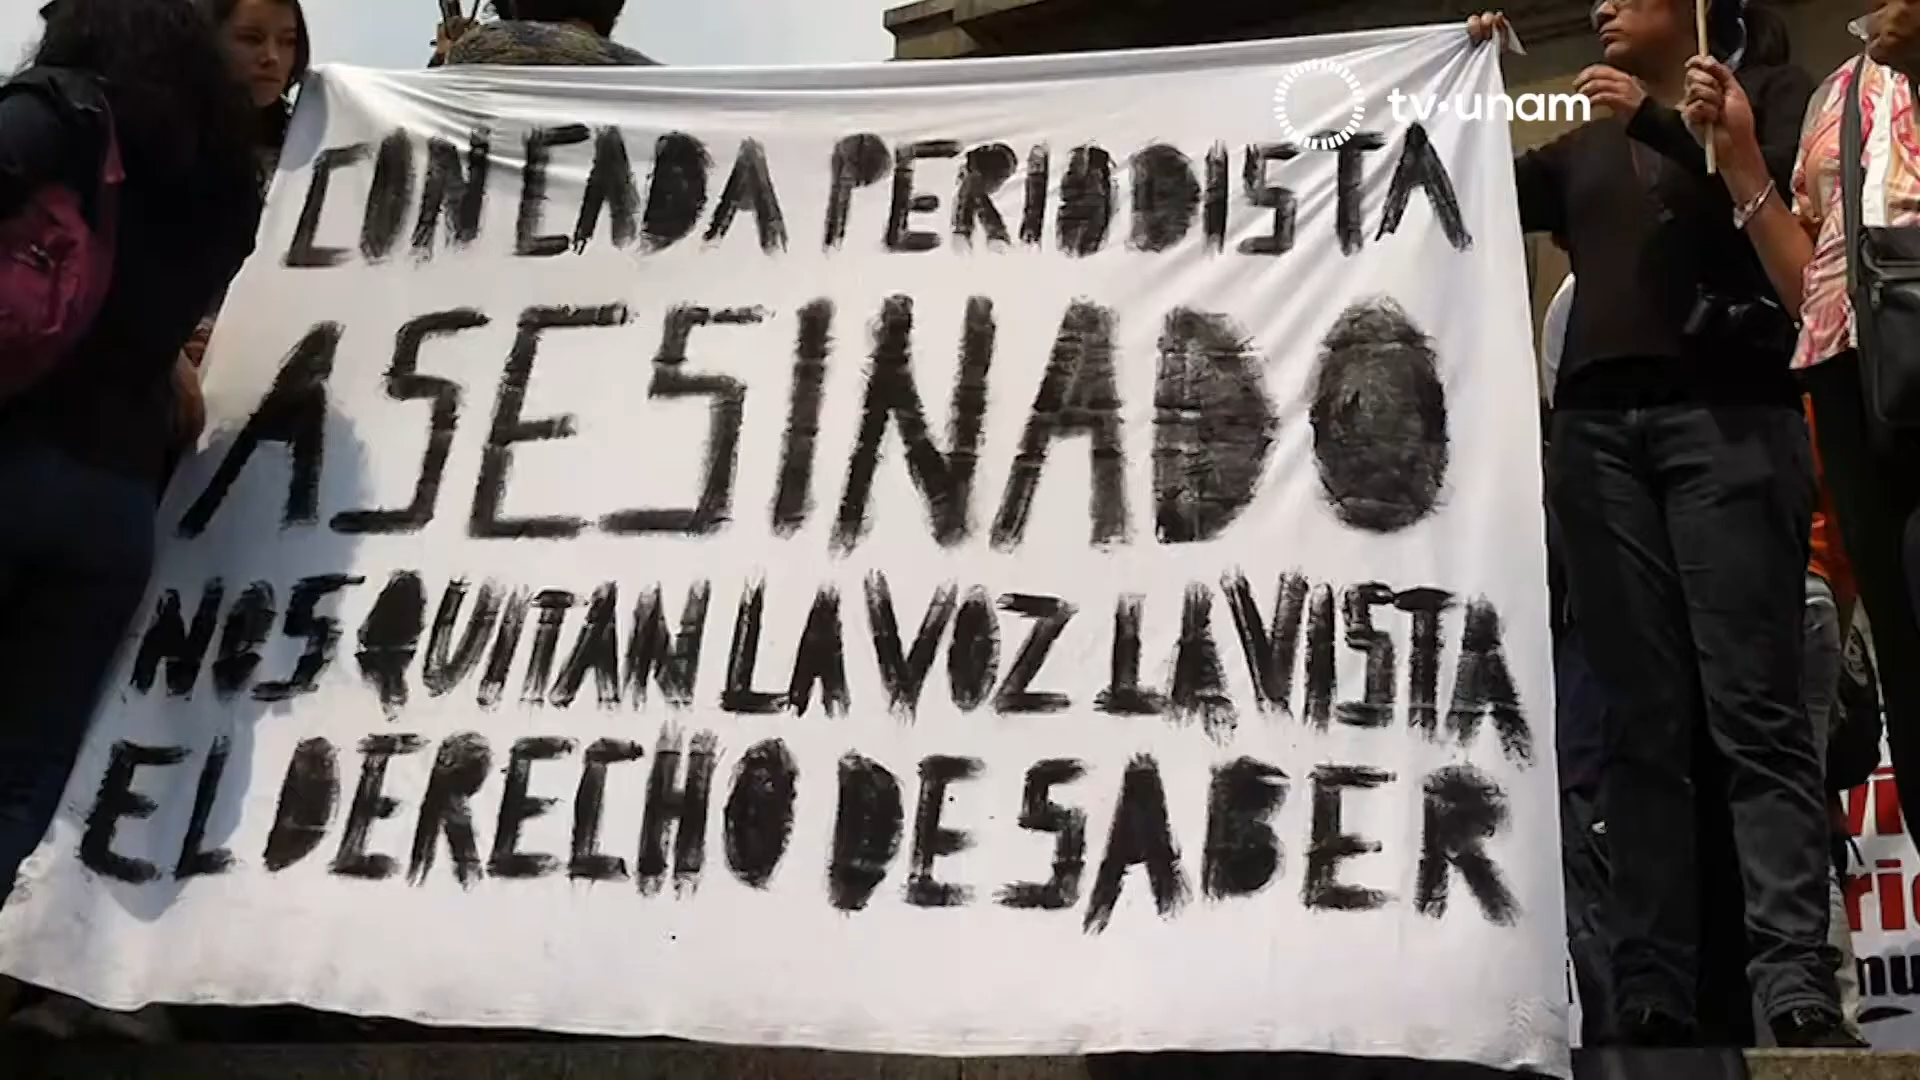 tv·unam
CON CADA PERIODISTA
ASESINADO
NOS QUITAN LA VOZ LA VISTA
EL DERECHO DE SABER